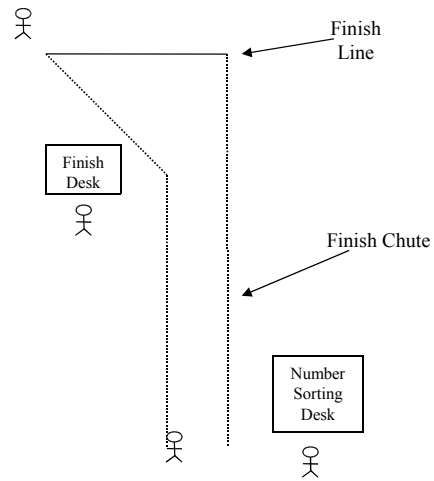 Finish
Line
Finish
Desk
Finish Chute
Number
Sorting
Desk